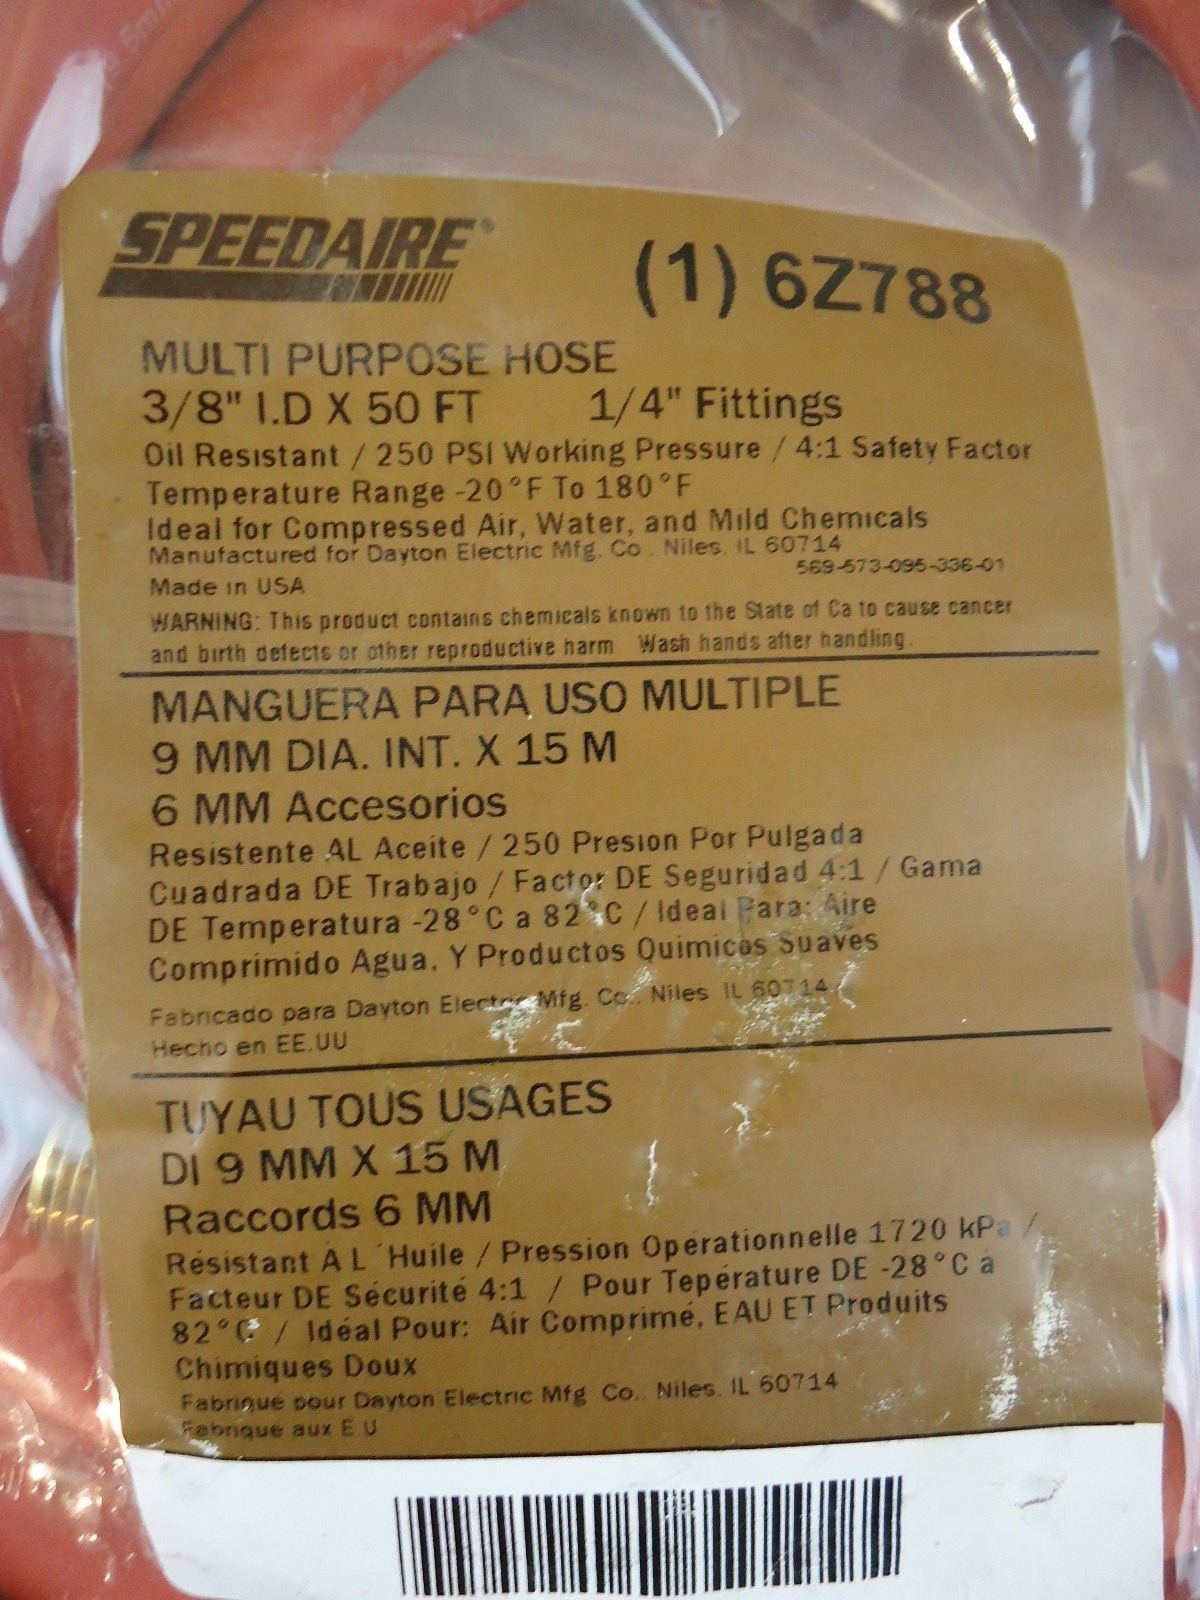 SPEEDAIRE®
(1) 6Z788
MULTI PURPOSE HOSE
3/8" I.D X 50 FT 1/4" Fittings
Oil Resistant / 250 PSI Working Pressure / 4:1 Safety Factor
Temperature Range -20°F To 180°F
Ideal for Compressed Air, Water, and Mild Chemicals
Manufactured for Dayton Electric Mfg. Co., Niles, IL 60714
569-573-095-336-01
Made in USA
WARNING: This product contains chemicals known to the State of Ca to cause cancer
and birth defects or other reproductive harm Wash hands after handling.
MANGUERA PARA USO MULTIPLE
9 MM DIA. INT. X 15 M
6 MM Accesorios
Resistente AL Aceite / 250 Presion Por Pulgada
Cuadrada DE Trabajo / Factor DE Seguridad 4:1 / Gama
DE Temperatura -28°C a 82°C / Ideal Para: Aire
Comprimido Agua, Y Productos Quimicos Suaves
Fabricado para Dayton Electric Mfg. Co., Niles IL 60714
Hecho en EE.UU
TUYAU TOUS USAGES
DI 9 MM X 15 M
Raccords 6 MM
Résistant À L 'Huile / Pression Opérationnelle 1720 kPa /
Facteur DE Sécurité 4:1 / Pour Tepérature DE -28°C à
82°C / Idéal Pour: Air Comprimé, EAU ET Produits
Chimiques Doux
Fabriqué pour Dayton Electric Mfg Co., Niles, IL 60714
Fabriqué aux E.U